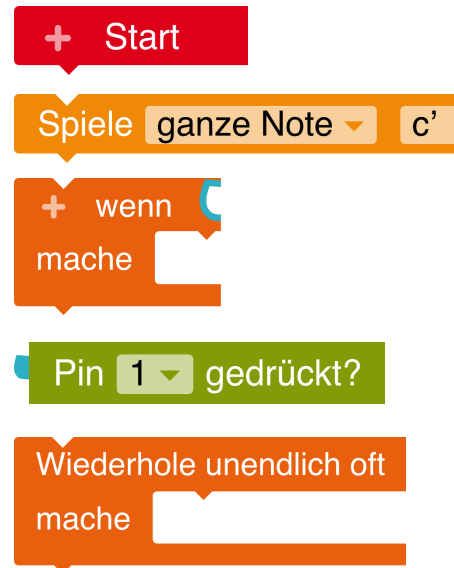 + Start
Spiele ganze Note c’
+ wenn
mache
Pin 1 gedrückt?
Wiederhole unendlich oft
mache